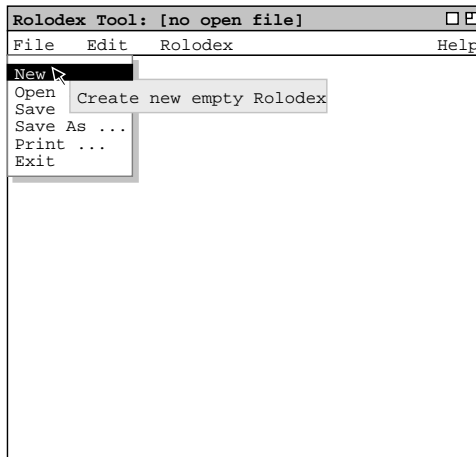 Rolodex Tool: [no open file]
File Edit Rolodex Help
New
Open
Create new empty Rolodex
Save
Save As ...
Print ...
Exit